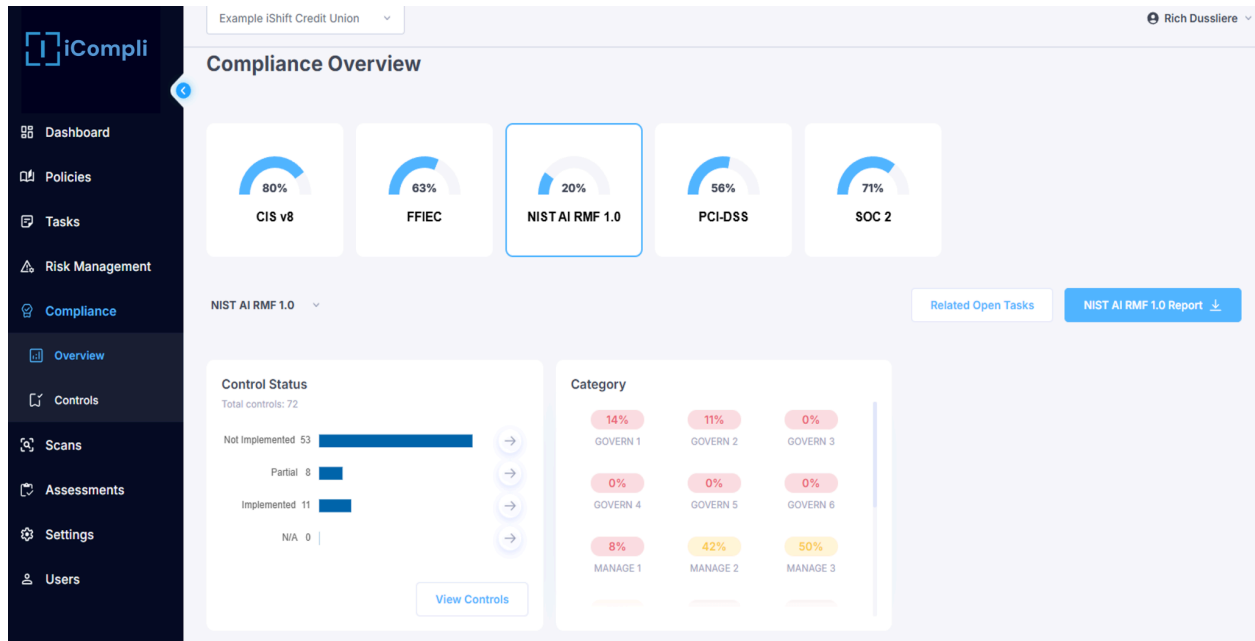 iCompli
Dashboard
Policies
Tasks
Risk Management
Compliance
Overview
Controls
Scans
Assessments
Settings
Users
Example iShift Credit Union
Rich Dussliere
Compliance Overview
80%
CIS v8
63%
FFIEC
20%
NIST AI RMF 1.0
56%
PCI-DSS
71%
SOC 2
NIST AI RMF 1.0
Related Open Tasks
NIST AI RMF 1.0 Report
Control Status
Total controls: 72
Not Implemented 53
Partial 8
Implemented 11
N/A 0
View Controls
Category
14% 11% 0%
GOVERN 1 GOVERN 2 GOVERN 3
0% 0% 0%
GOVERN 4 GOVERN 5 GOVERN 6
8% 42% 50%
MANAGE 1 MANAGE 2 MANAGE 3